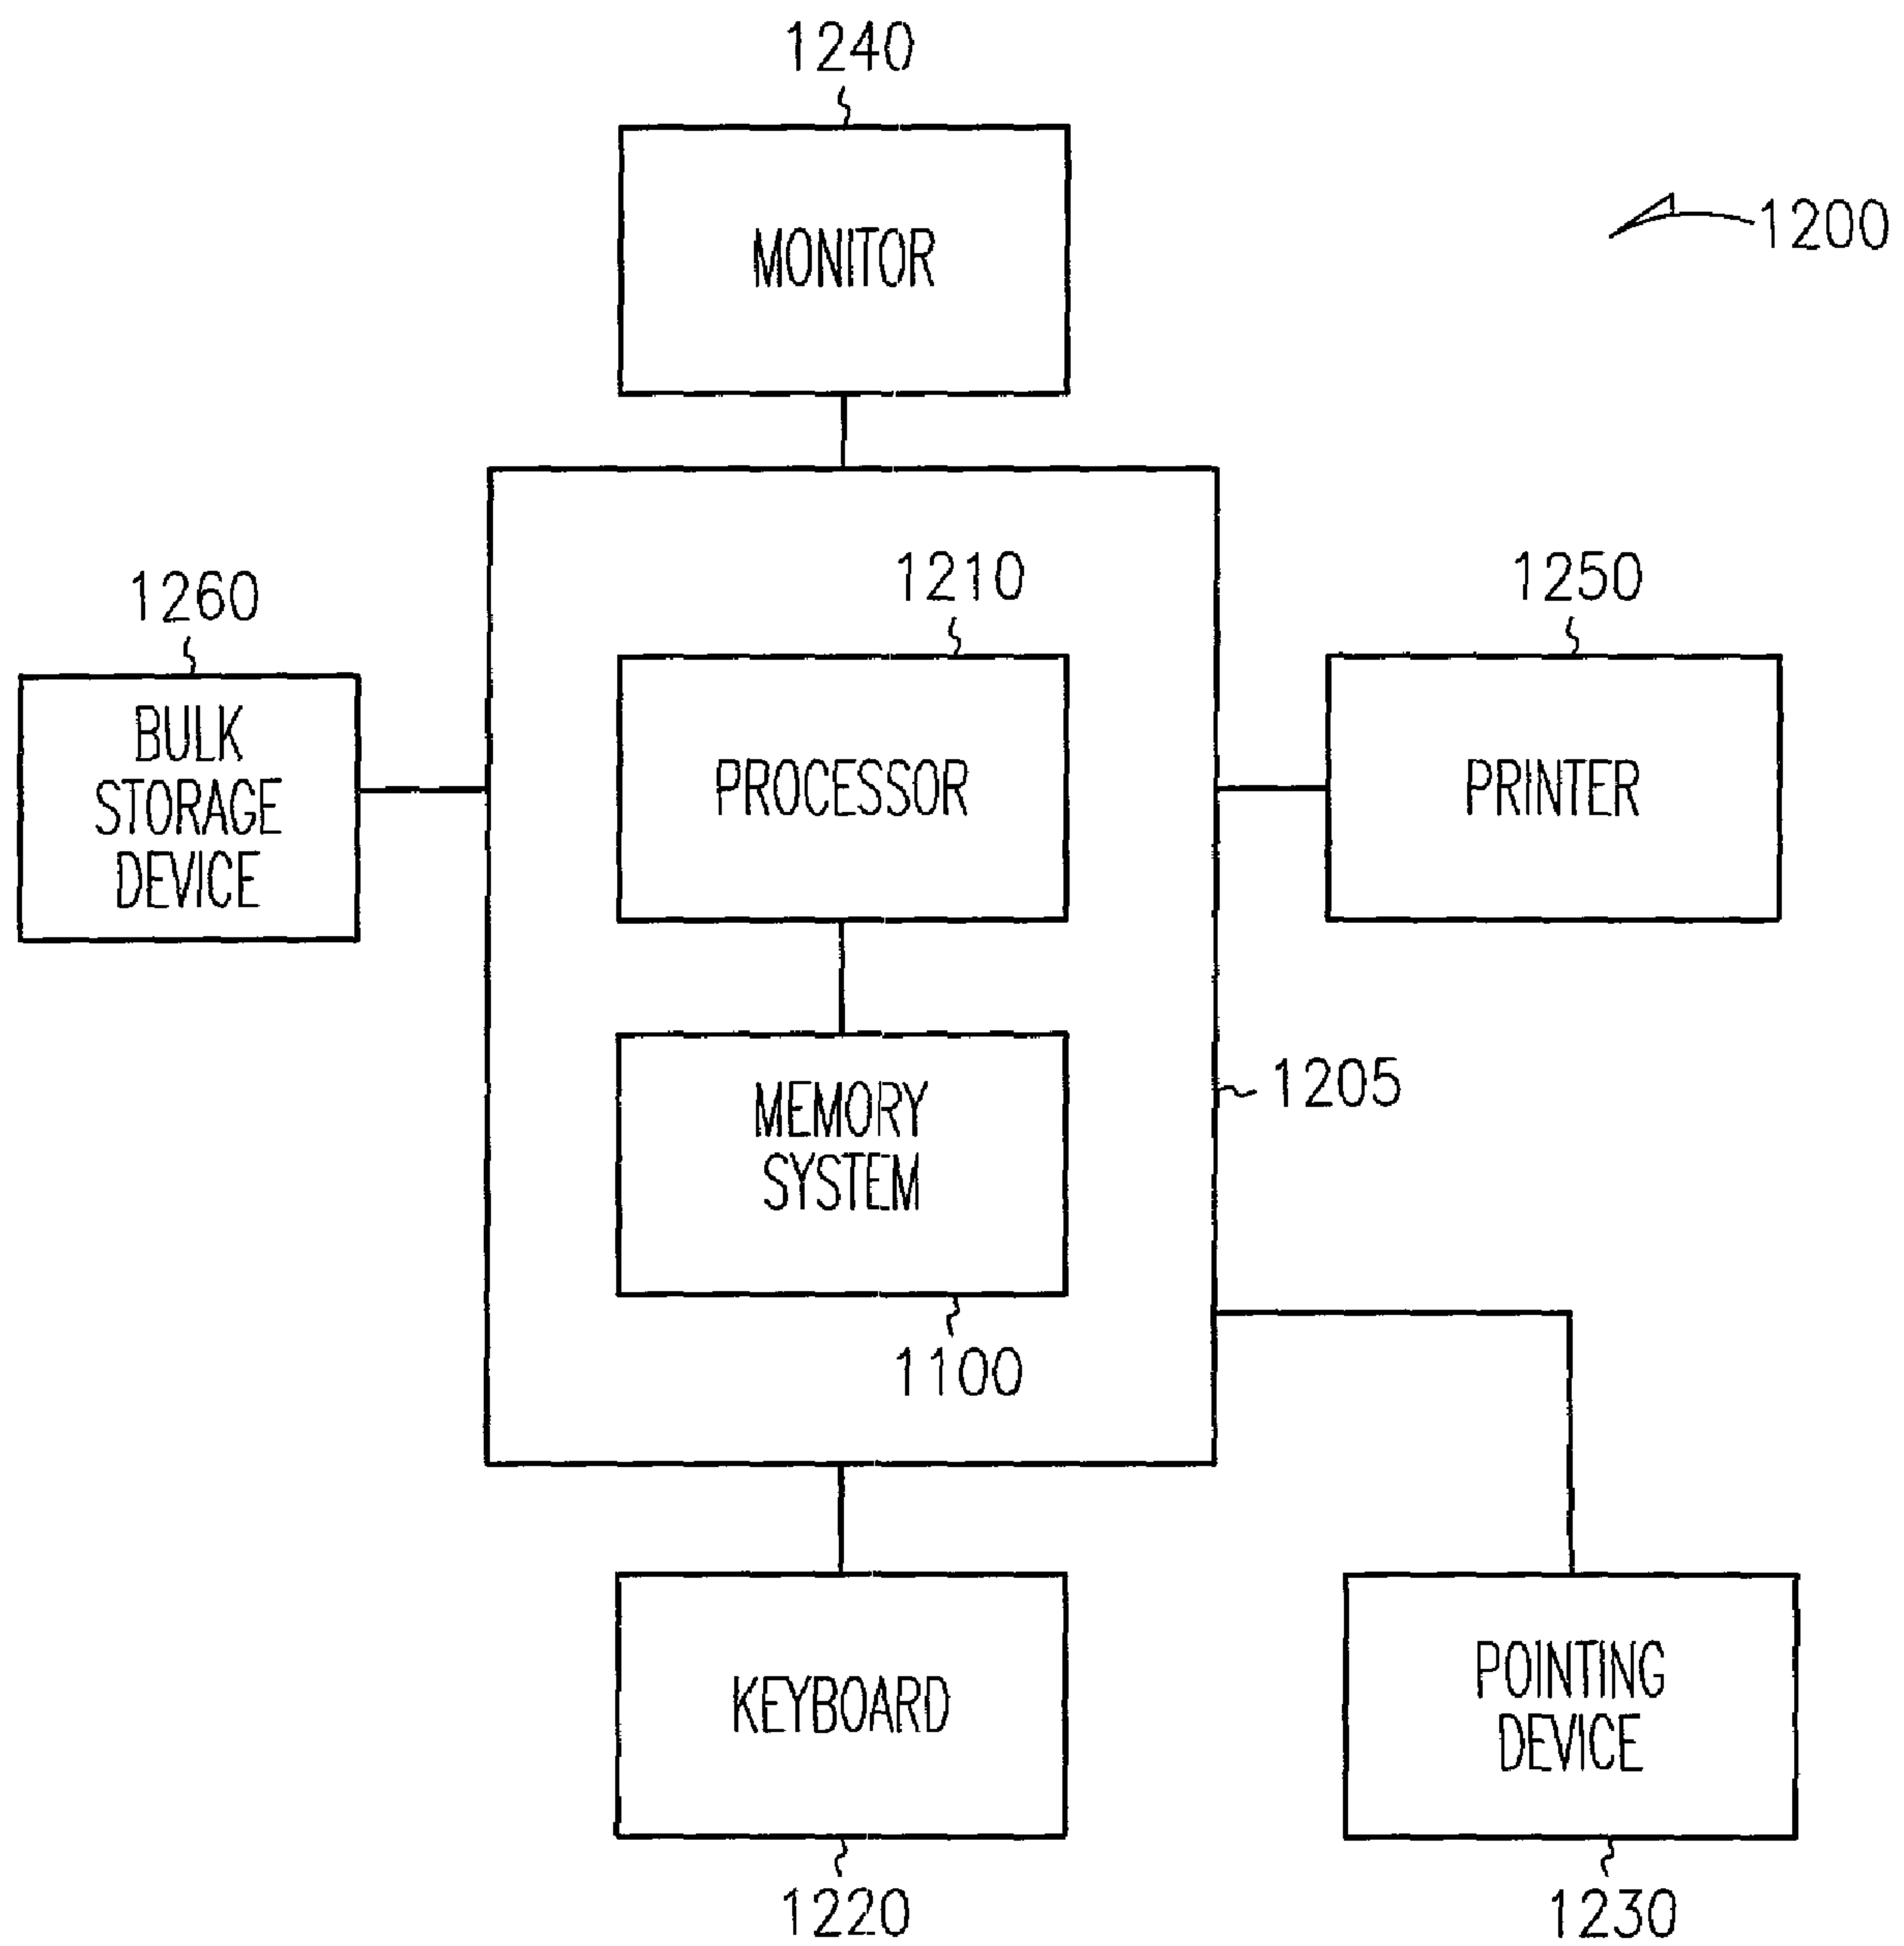 1240
MONITOR
1200
1260
BULK
STORAGE
DEVICE
1210
PROCESSOR
1250
PRINTER
MEMORY
SYSTEM
1205
1100
KEYBOARD
1220
POINTING
DEVICE
1230